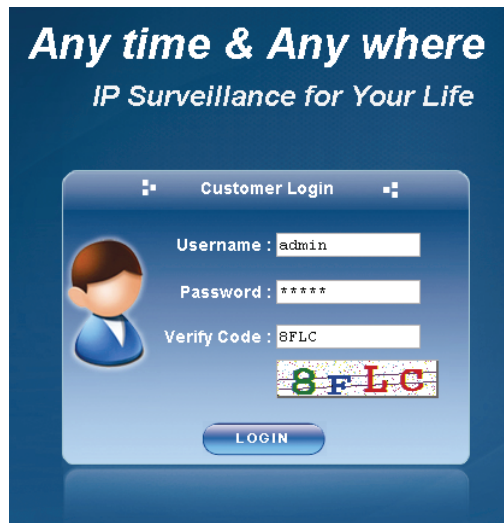 Any time & Any where
IP Surveillance for Your Life
Customer Login
Username : admin
Password : *****
Verify Code : 8FLC
8FLC
LOGIN